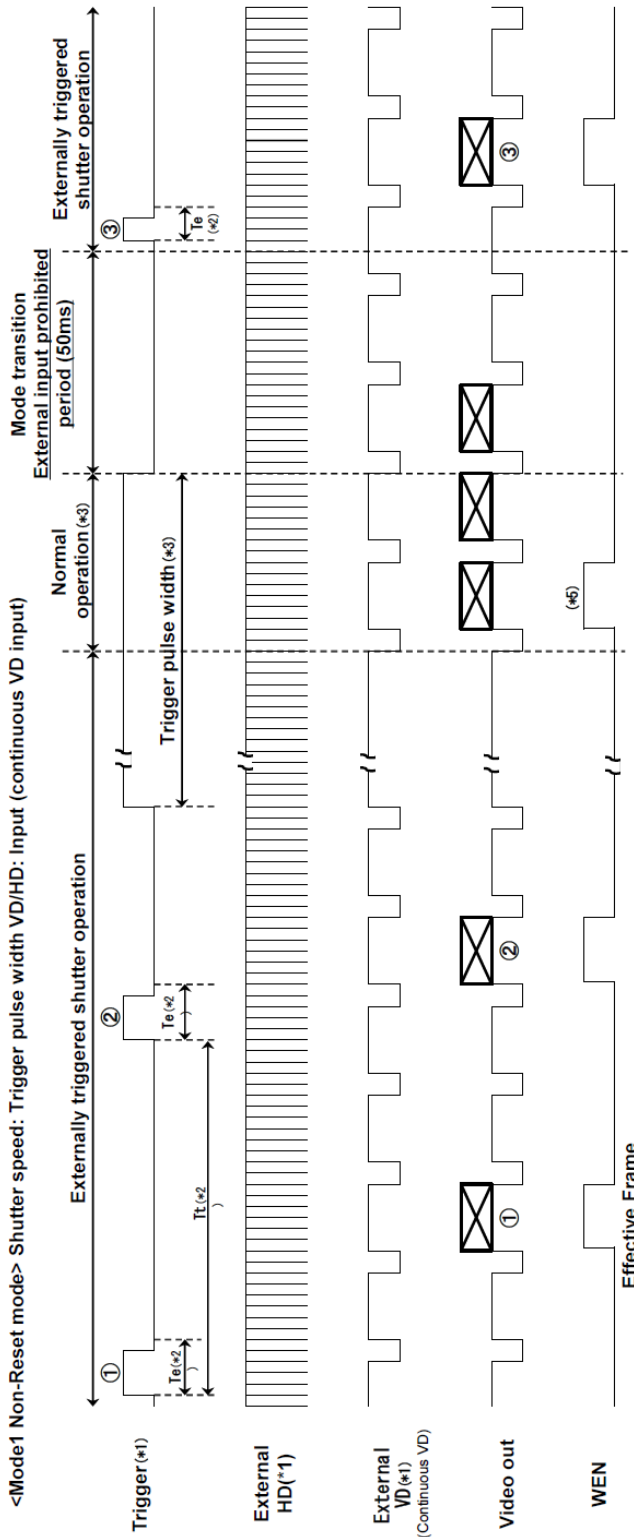 <Mode1 Non-Reset mode> Shutter speed: Trigger pulse width VD/HD: Input (continuous VD input)
Externally triggered shutter operation
Normal
operation(*3)
Mode transition
External input prohibited
period (50ms)
Externally triggered
shutter operation
Trigger(*1)
①
②
③
Te(*2
)
Te(*2
)
Te
(*2)
Tt(*2
)
Trigger pulse width(*3)
External
HD(*1)
External
VD(*1)
(Continuous VD)
Video out
①
②
③
WEN
(*5)
Effective Frame